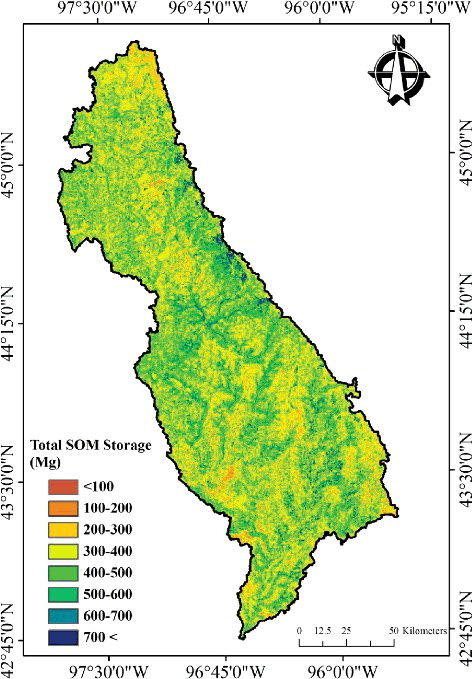 97°30'0"W 96°45'0"W 96°0'0"W 95°15'0"W
N
45°0'0"N 45°0'0"N
44°15'0"N 44°15'0"N
43°30'0"N 43°30'0"N
42°45'0"N 42°45'0"N
Total SOM Storage
(Mg)
<100
100-200
200-300
300-400
400-500
500-600
600-700
700 <
0 12.5 25 50 Kilometers
97°30'0"W 96°45'0"W 96°0'0"W